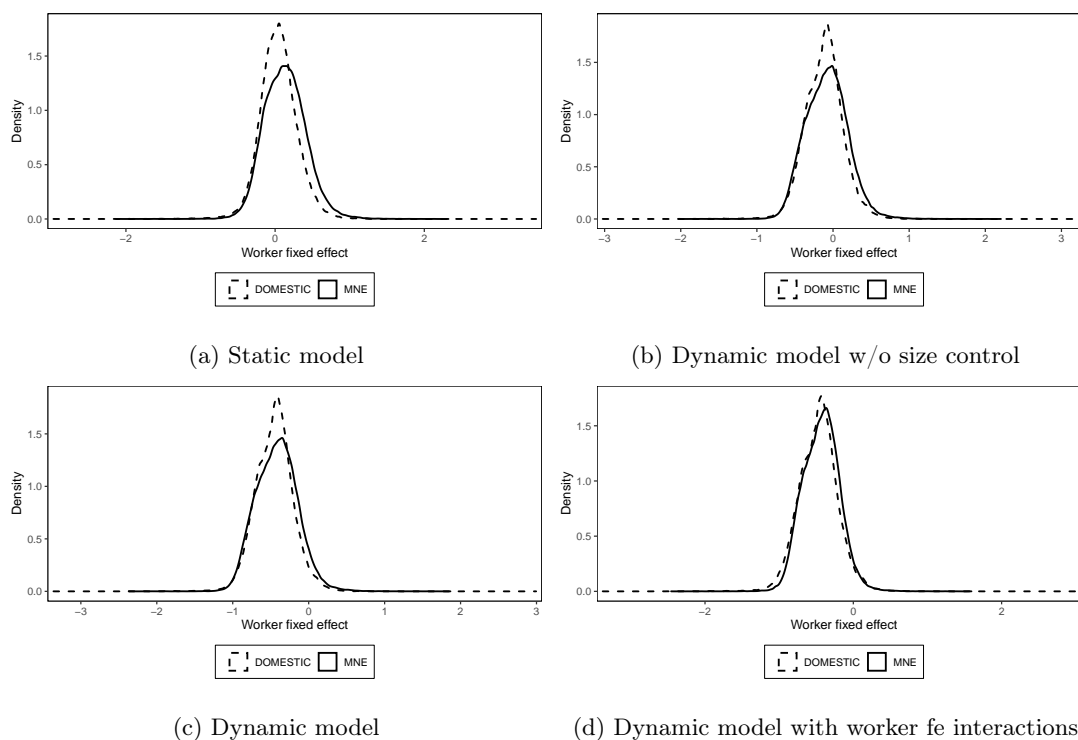 0.0
0.5
1.0
1.5
Density
−2
0
2
Worker fixed effect
DOMESTIC MNE
(a) Static model
0.0
0.5
1.0
1.5
Density
−3
−2
−1
0
1
2
3
Worker fixed effect
DOMESTIC MNE
(b) Dynamic model w/o size control
0.0
0.5
1.0
1.5
Density
−3
−2
−1
0
1
2
3
Worker fixed effect
DOMESTIC MNE
(c) Dynamic model
0.0
0.5
1.0
1.5
Density
−2
0
2
Worker fixed effect
DOMESTIC MNE
(d) Dynamic model with worker fe interactions